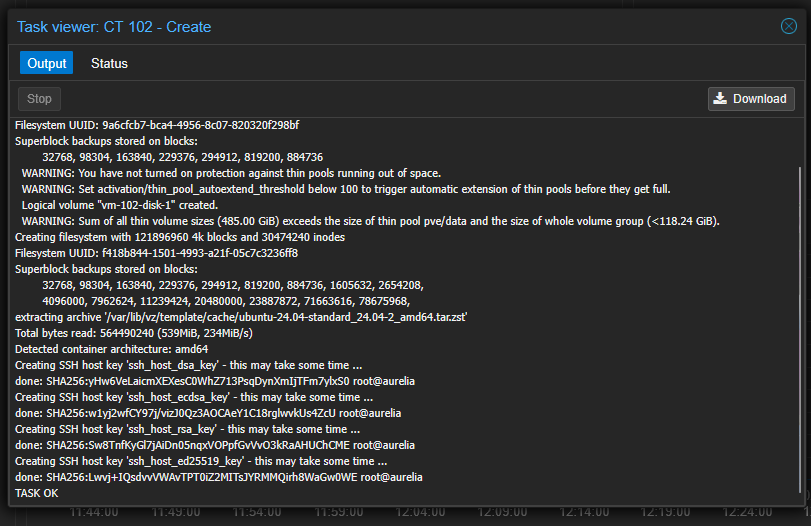 Task viewer: CT 102 - Create
Output Status
Stop Download
Filesystem UUID: 9a6cfcb7-bca4-4956-8c07-820320f298bf
Superblock backups stored on blocks:
32768, 98304, 163840, 229376, 294912, 819200, 884736
WARNING: You have not turned on protection against thin pools running out of space.
WARNING: Set activation/thin_pool_autoextend_threshold below 100 to trigger automatic extension of thin pools before they get full.
Logical volume "vm-102-disk-1" created.
WARNING: Sum of all thin volume sizes (485.00 GiB) exceeds the size of thin pool pve/data and the size of whole volume group (<118.24 GiB).
Creating filesystem with 121896960 4k blocks and 30474240 inodes
Filesystem UUID: f418b844-1501-4993-a21f-05c7c3236ff8
Superblock backups stored on blocks:
32768, 98304, 163840, 229376, 294912, 819200, 884736, 1605632, 2654208,
4096000, 7962624, 11239424, 20480000, 23887872, 71663616, 78675968,
extracting archive '/var/lib/vz/template/cache/ubuntu-24.04-standard_24.04-2_amd64.tar.zst'
Total bytes read: 564490240 (539MiB, 234MiB/s)
Detected container architecture: amd64
Creating SSH host key 'ssh_host_dsa_key' - this may take some time ...
done: SHA256:yHw6VeLaicmXEXesC0WhZ713PsqDynXmIjTFm7ylxS0 root@aurelia
Creating SSH host key 'ssh_host_ecdsa_key' - this may take some time ...
done: SHA256:w1yj2wfCY97j/vizJ0Qz3AOCAeY1C18rglwvkUs4ZcU root@aurelia
Creating SSH host key 'ssh_host_rsa_key' - this may take some time ...
done: SHA256:Sw8TnfKyGl7jAiDn05nqxVOPpfGvVvO3kRaAHUChCME root@aurelia
Creating SSH host key 'ssh_host_ed25519_key' - this may take some time ...
done: SHA256:Lwvj+IQsdvvVWAvTPT0iZ2MITsJYRMMQirh8WaGw0WE root@aurelia
TASK OK
11:44:00 11:49:00 11:54:00 11:59:00 12:04:00 12:09:00 12:14:00 12:19:00 12:24:00